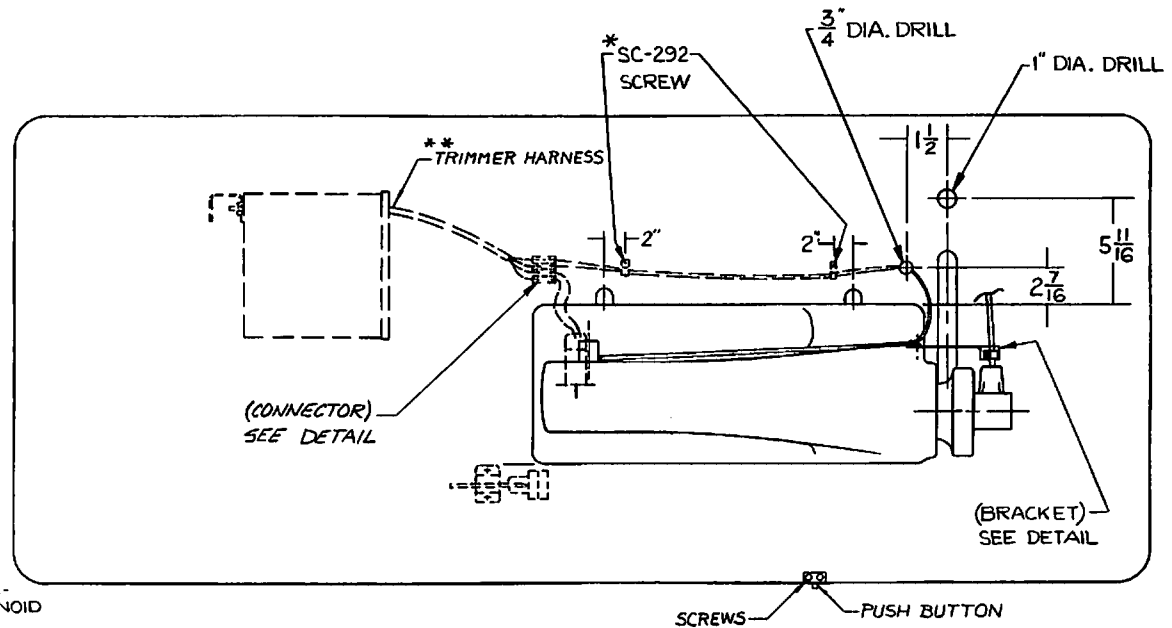 3/4" DIA. DRILL
*SC-292
SCREW
1" DIA. DRILL
1 1/2
**TRIMMER HARNESS
2"
2"
5 11/16
2 7/16
(CONNECTOR)
SEE DETAIL
(BRACKET)
SEE DETAIL
NOID
SCREWS
PUSH BUTTON